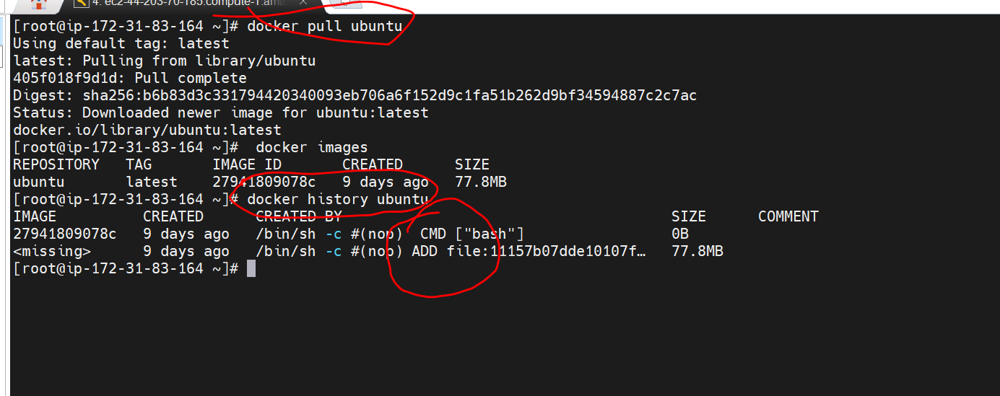 4. ec2-44-203-70-185.compute-1.ama
[root@ip-172-31-83-164 ~]# docker pull ubuntu
Using default tag: latest
latest: Pulling from library/ubuntu
405f018f9d1d: Pull complete
Digest: sha256:b6b83d3c331794420340093eb706a6f152d9c1fa51b262d9bf34594887c2c7ac
Status: Downloaded newer image for ubuntu:latest
docker.io/library/ubuntu:latest
[root@ip-172-31-83-164 ~]#  docker images
REPOSITORY   TAG       IMAGE ID       CREATED      SIZE
ubuntu       latest    27941809078c   9 days ago   77.8MB
[root@ip-172-31-83-164 ~]# docker history ubuntu
IMAGE          CREATED      CREATED BY                                      SIZE      COMMENT
27941809078c   9 days ago   /bin/sh -c #(nop)  CMD ["bash"]                 0B
<missing>      9 days ago   /bin/sh -c #(nop) ADD file:11157b07dde10107f…   77.8MB
[root@ip-172-31-83-164 ~]#